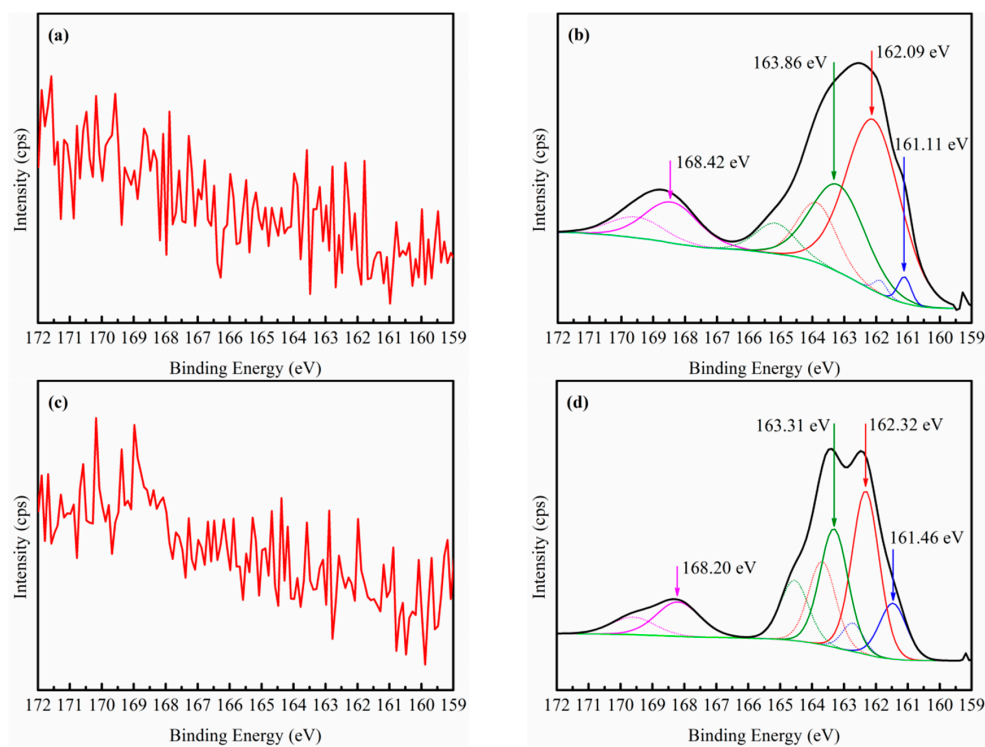 (a)
Intensity (cps)
172 171 170 169 168 167 166 165 164 163 162 161 160 159
Binding Energy (eV)
(b)
163.86 eV
162.09 eV
161.11 eV
168.42 eV
Intensity (cps)
172 171 170 169 168 167 166 165 164 163 162 161 160 159
Binding Energy (eV)
(c)
Intensity (cps)
172 171 170 169 168 167 166 165 164 163 162 161 160 159
Binding Energy (eV)
(d)
163.31 eV
162.32 eV
161.46 eV
168.20 eV
Intensity (cps)
172 171 170 169 168 167 166 165 164 163 162 161 160 159
Binding Energy (eV)